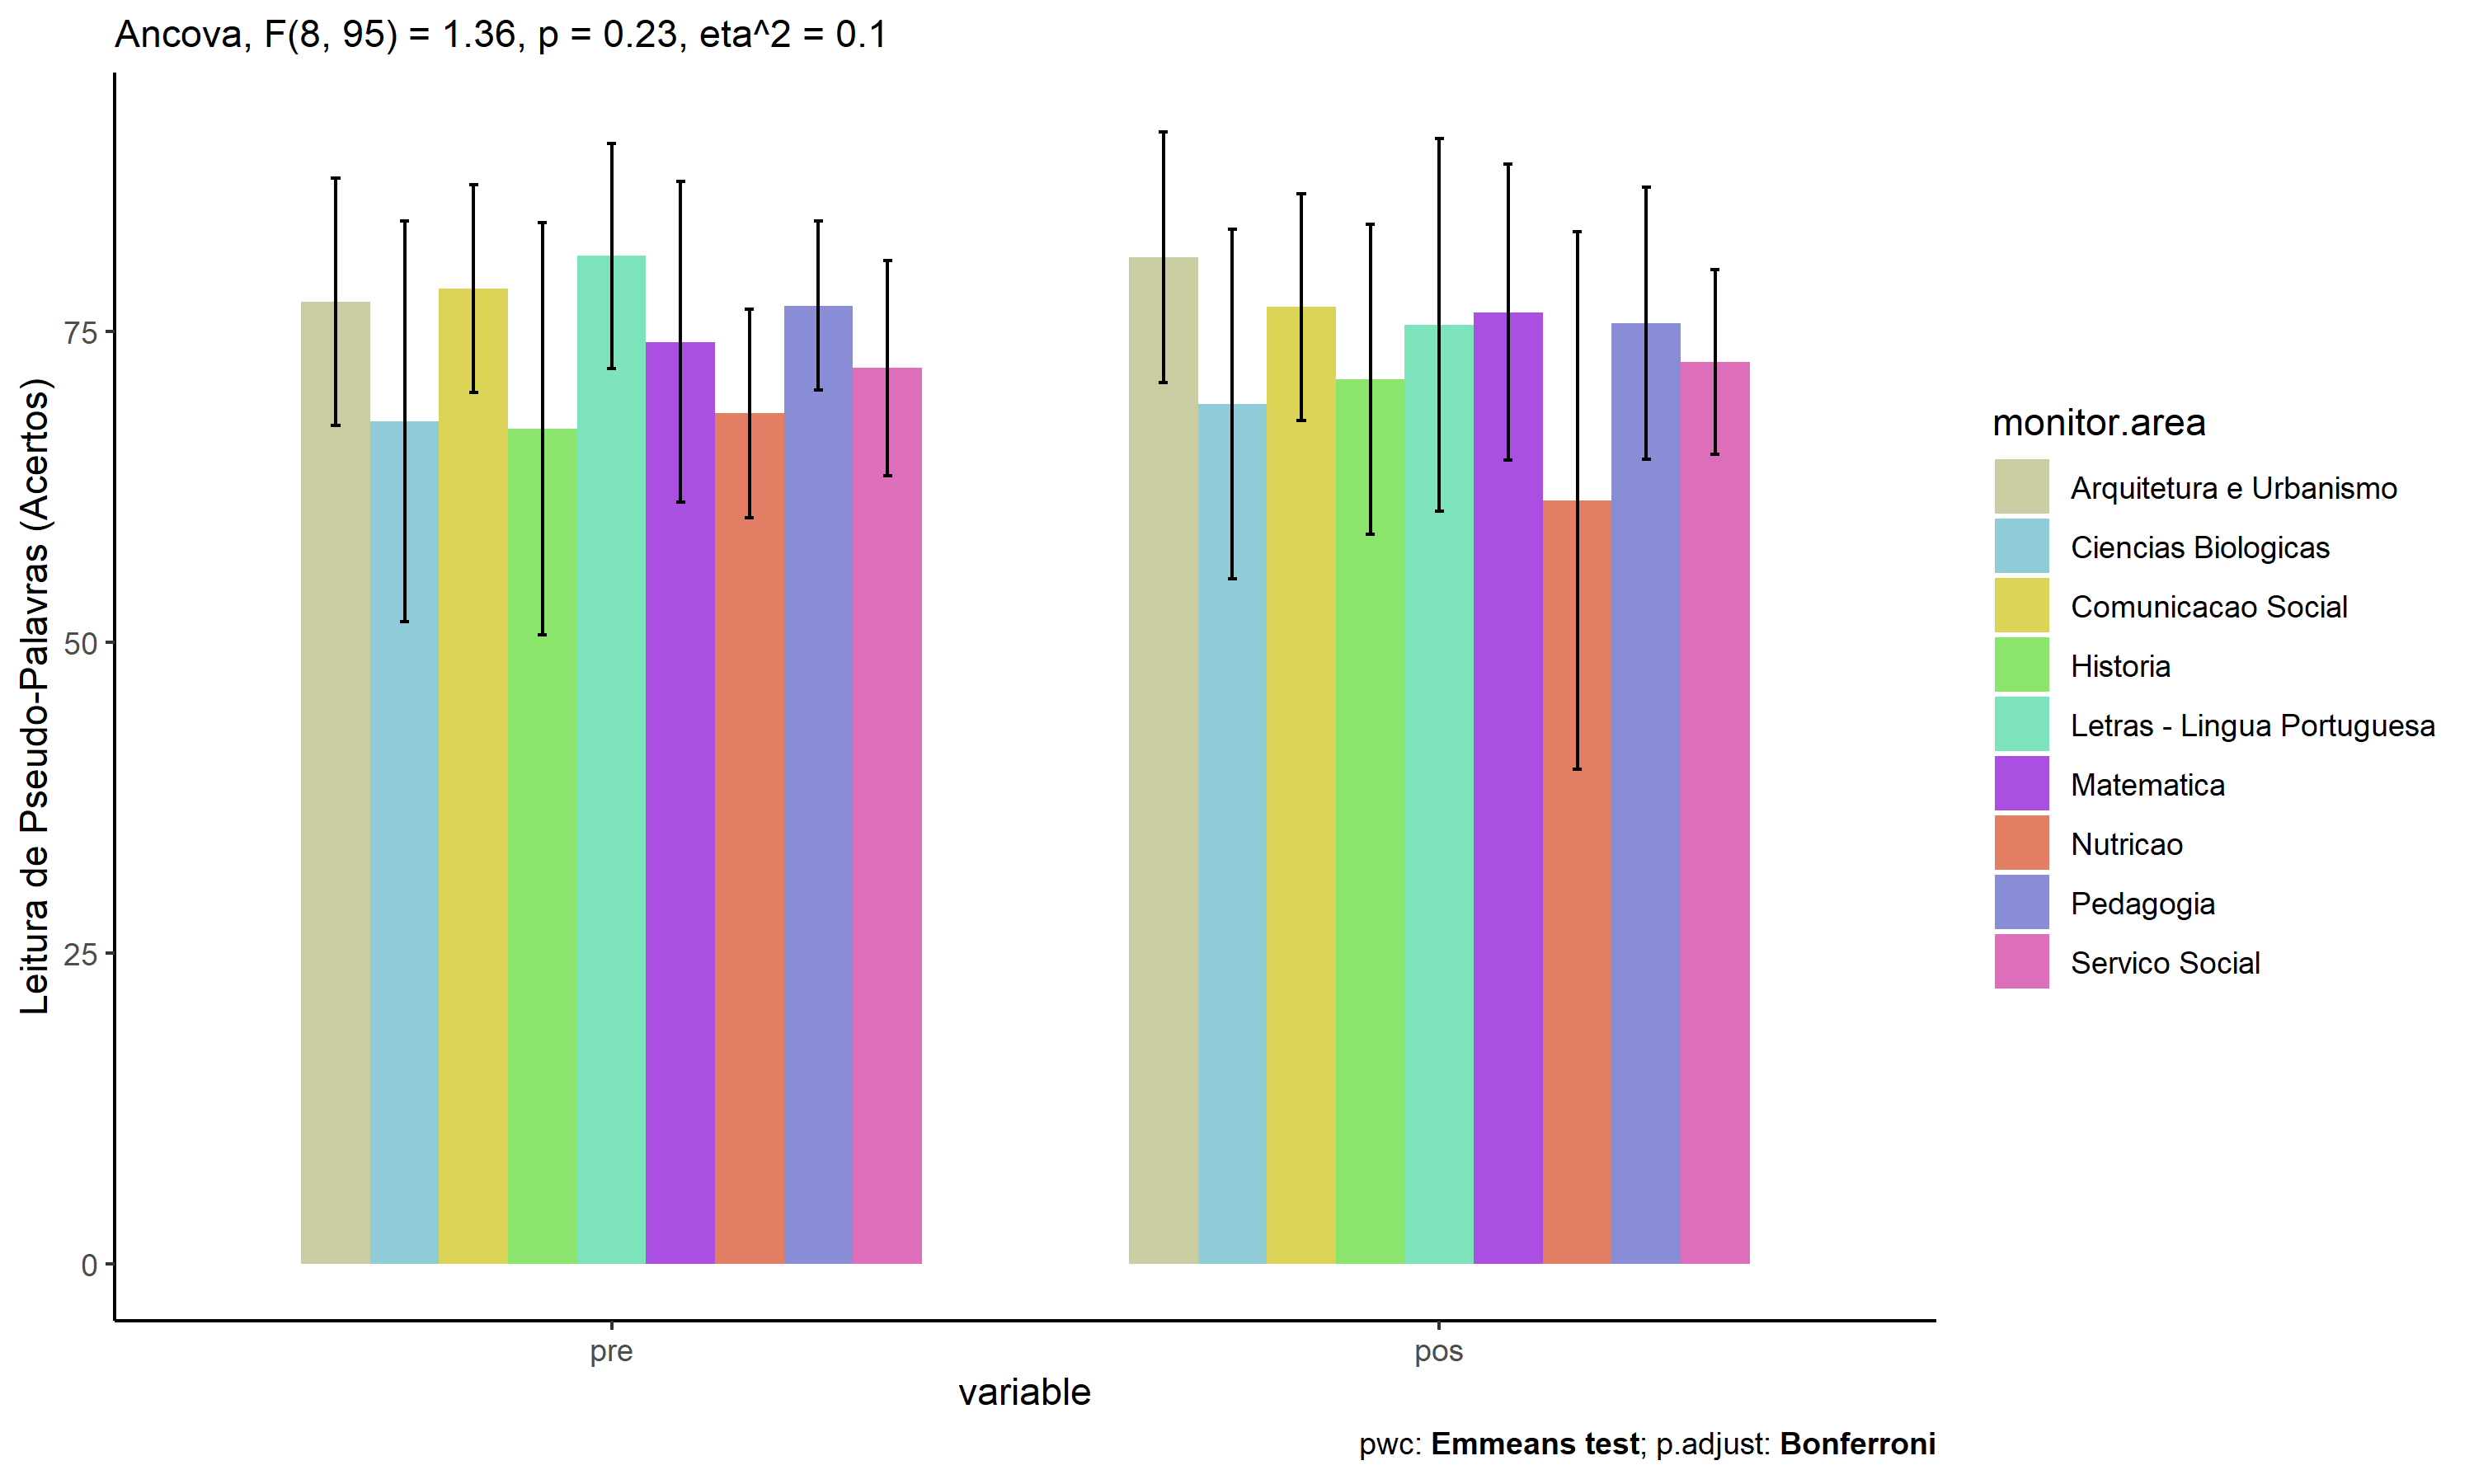 Ancova, F(8, 95) = 1.36, p = 0.23, eta^2 = 0.1
Leitura de Pseudo-Palavras (Acertos)
75
50
25
0
pre
pos
variable
monitor.area
Arquitetura e Urbanismo
Ciencias Biologicas
Comunicacao Social
Historia
Letras - Lingua Portuguesa
Matematica
Nutricao
Pedagogia
Servico Social
pwc: Emmeans test; p.adjust: Bonferroni